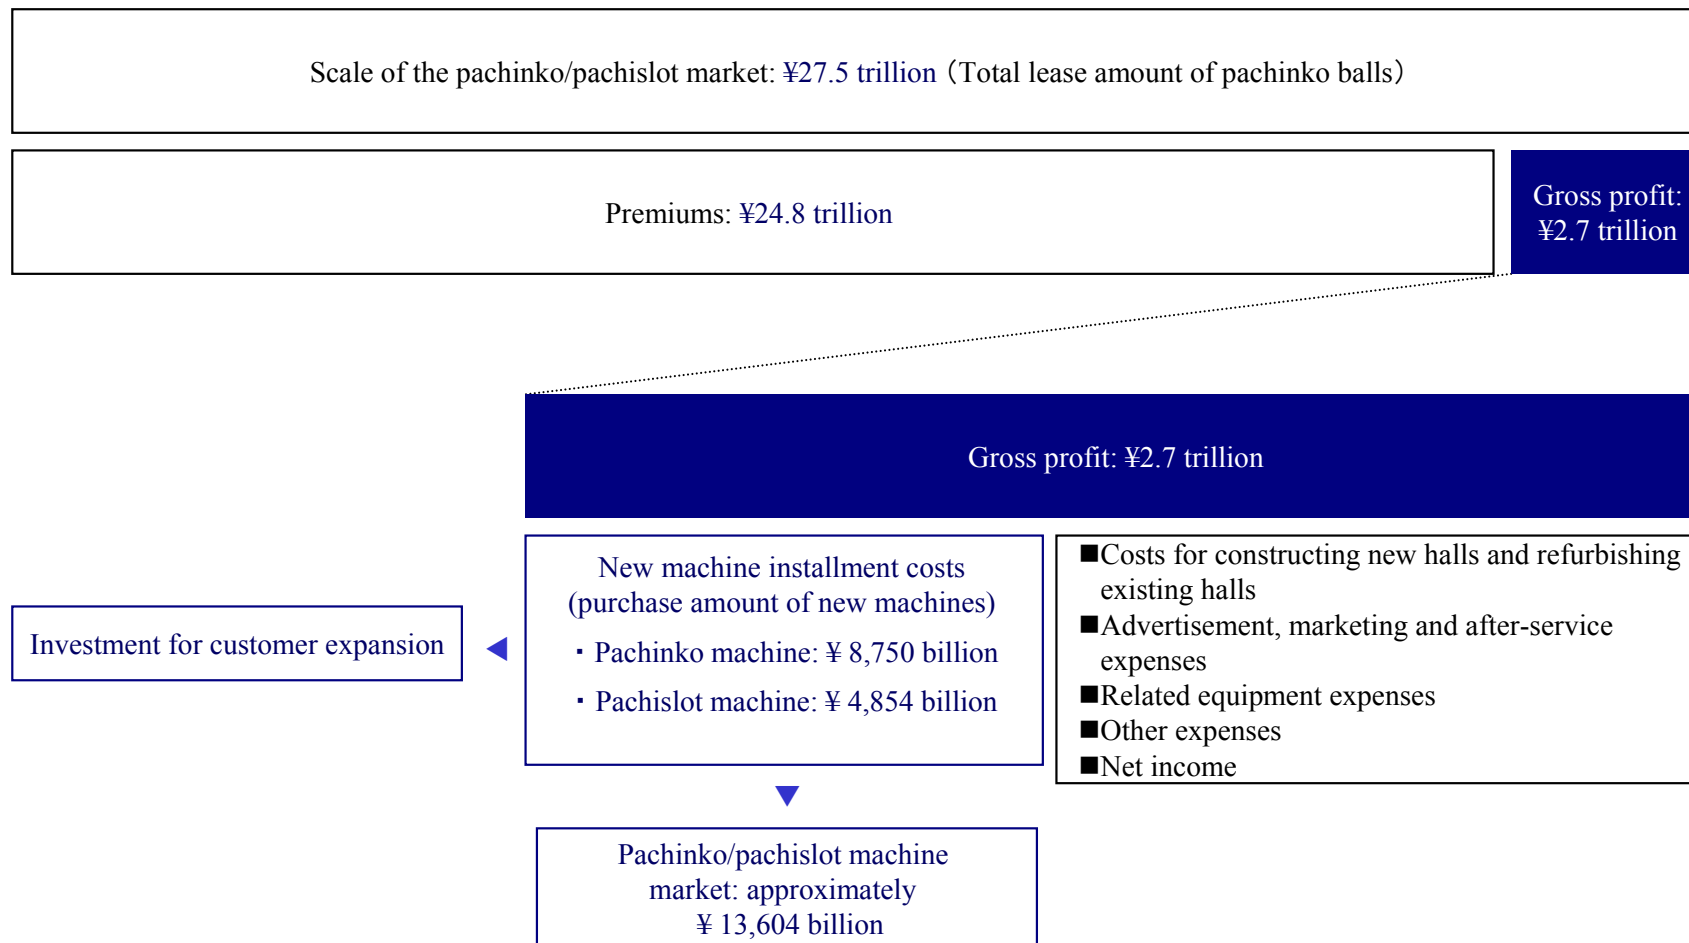 Scale of the pachinko/pachislot market: ¥27.5 trillion（Total lease amount of pachinko balls）
Premiums: ¥24.8 trillion
Gross profit:
¥2.7 trillion
Gross profit: ¥2.7 trillion
New machine installment costs
(purchase amount of new machines)
・Pachinko machine: ¥ 8,750 billion
・Pachislot machine: ¥ 4,854 billion
■Costs for constructing new halls and refurbishing
existing halls
■Advertisement, marketing and after-service
expenses
■Related equipment expenses
■Other expenses
■Net income
Investment for customer expansion
Pachinko/pachislot machine
market: approximately
¥ 13,604 billion